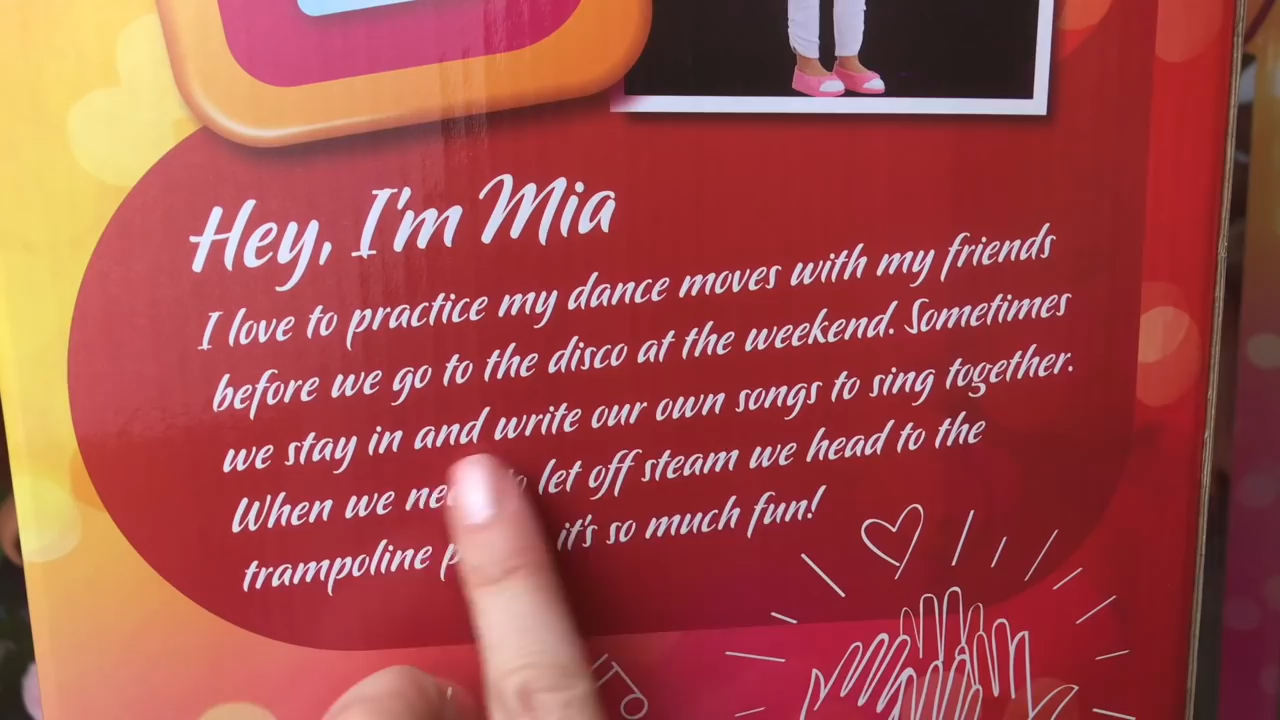 Hey, I'm Mia
I love to practice my dance moves with my friends
before we go to the disco at the weekend. Sometimes
we stay in and write our own songs to sing together.
When we let off steam we head to the
trampoline it's so much fun!